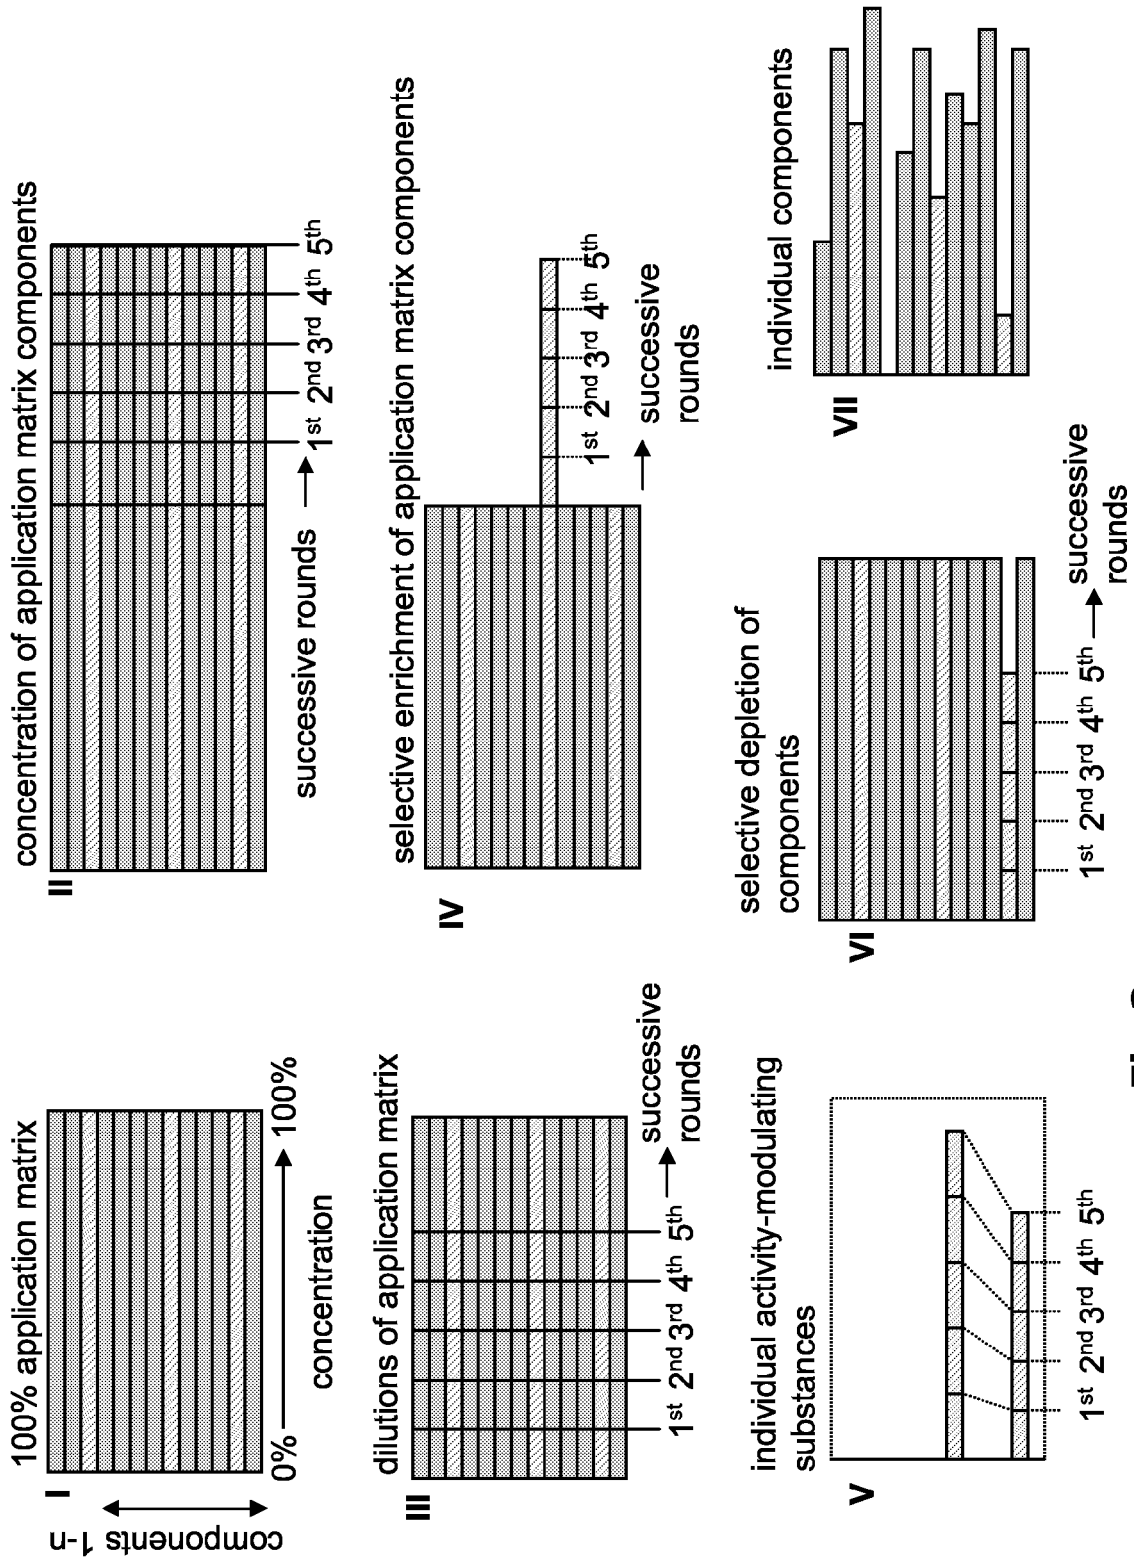 I
100% application matrix
components 1-n
0%
100%
concentration
II
concentration of application matrix components
successive rounds
1st 2nd 3rd 4th 5th
III
dilutions of application matrix
1st 2nd 3rd 4th 5th
successive
rounds
IV
selective enrichment of application matrix components
1st 2nd 3rd 4th 5th
successive
rounds
V
individual activity-modulating
substances
1st 2nd 3rd 4th 5th
VI
selective depletion of
components
1st 2nd 3rd 4th 5th
successive
rounds
VII
individual components